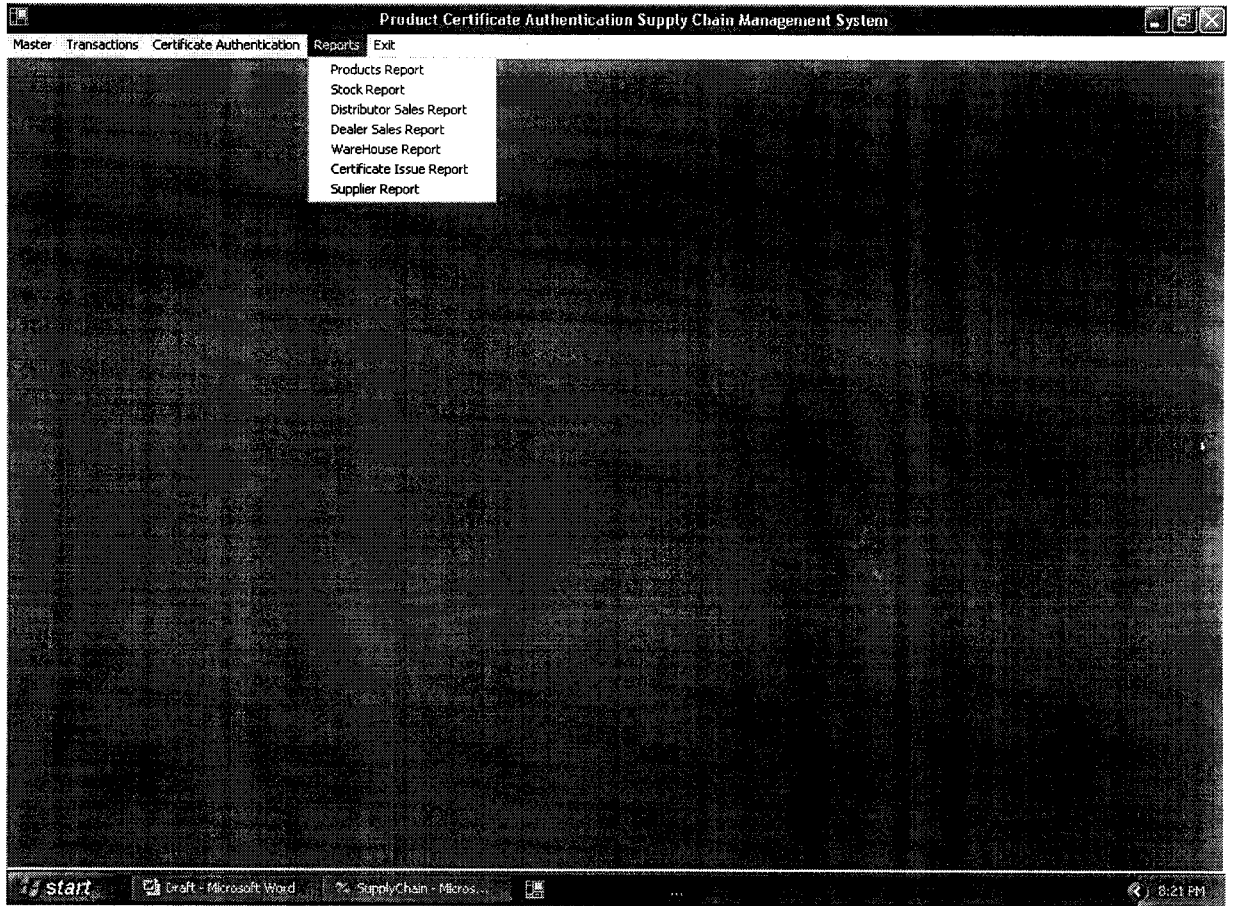 Product Certificate Authentication Supply Chain Management System
Master Transactions Certificate Authentication Reports Exit
Products Report
Stock Report
Distributor Sales Report
Dealer Sales Report
WareHouse Report
Certificate Issue Report
Supplier Report
start Draft - Microsoft Word SupplyChain - Micros... ... 8:21 PM